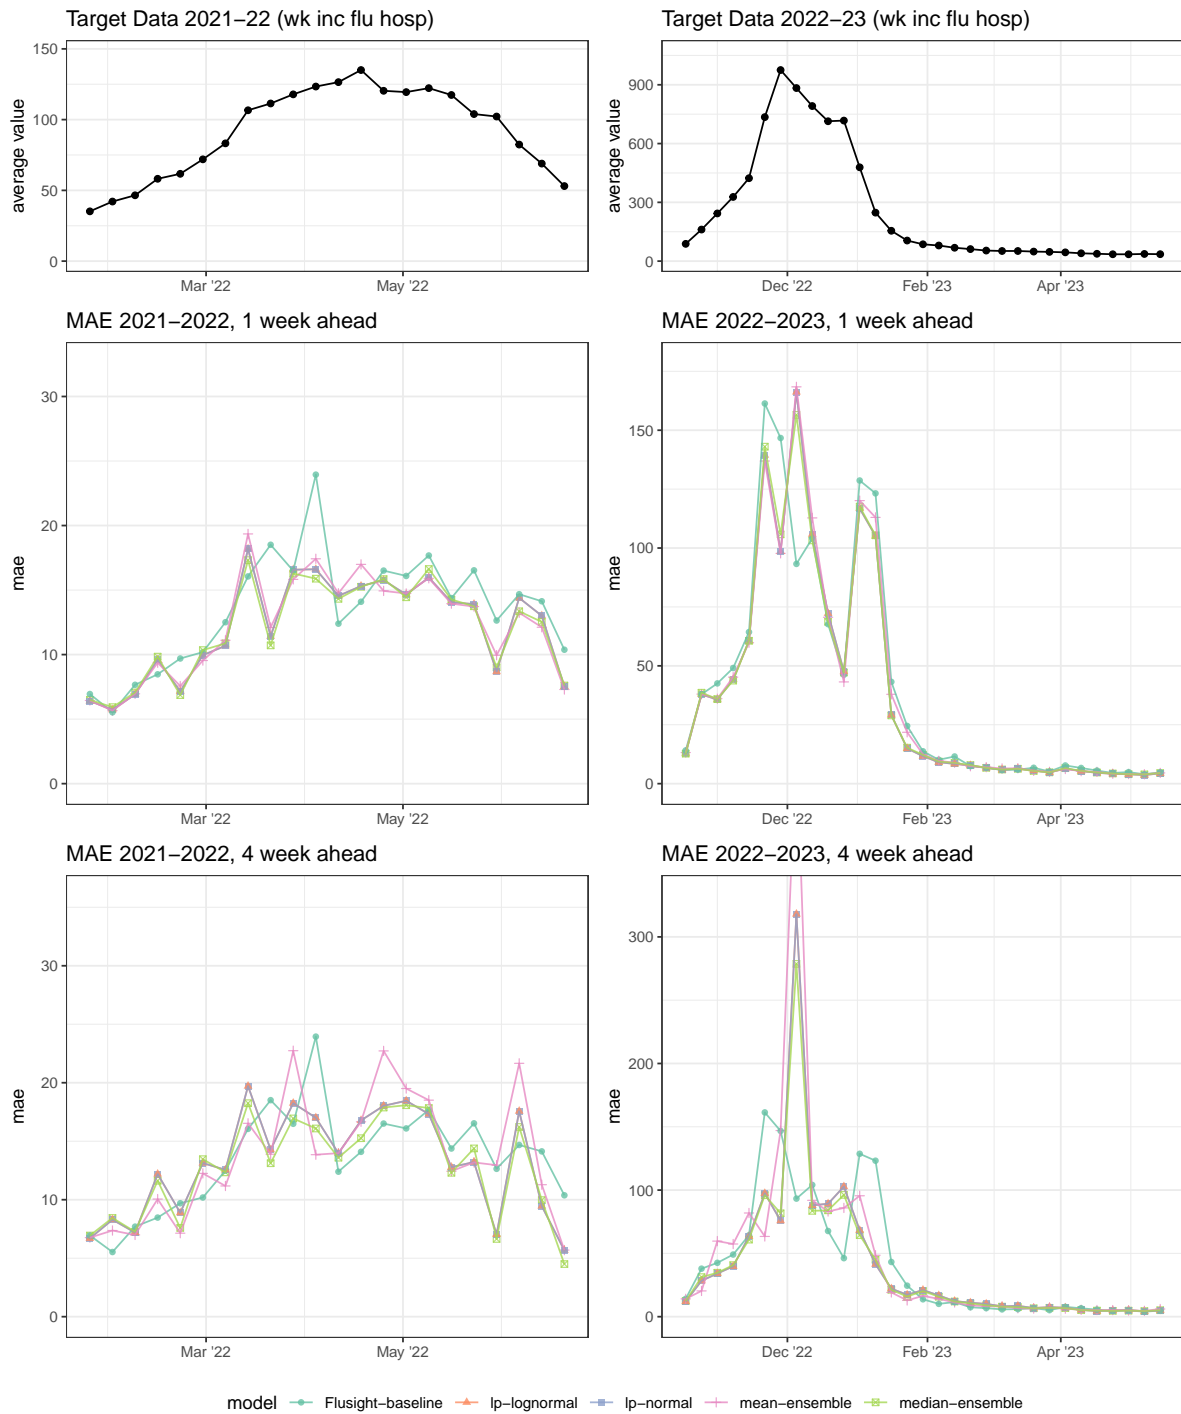 Target Data 2021−22 (wk inc flu hosp)
Target Data 2022−23 (wk inc flu hosp)
average value
150
100
50
0
Mar '22
May '22
average value
900
600
300
0
Dec '22
Feb '23
Apr '23
MAE 2021−2022, 1 week ahead
MAE 2022−2023, 1 week ahead
mae
30
20
10
0
Mar '22
May '22
mae
150
100
50
0
Dec '22
Feb '23
Apr '23
MAE 2021−2022, 4 week ahead
MAE 2022−2023, 4 week ahead
mae
30
20
10
0
Mar '22
May '22
mae
300
200
100
0
Dec '22
Feb '23
Apr '23
model Flusight−baseline lp−lognormal lp−normal mean−ensemble median−ensemble